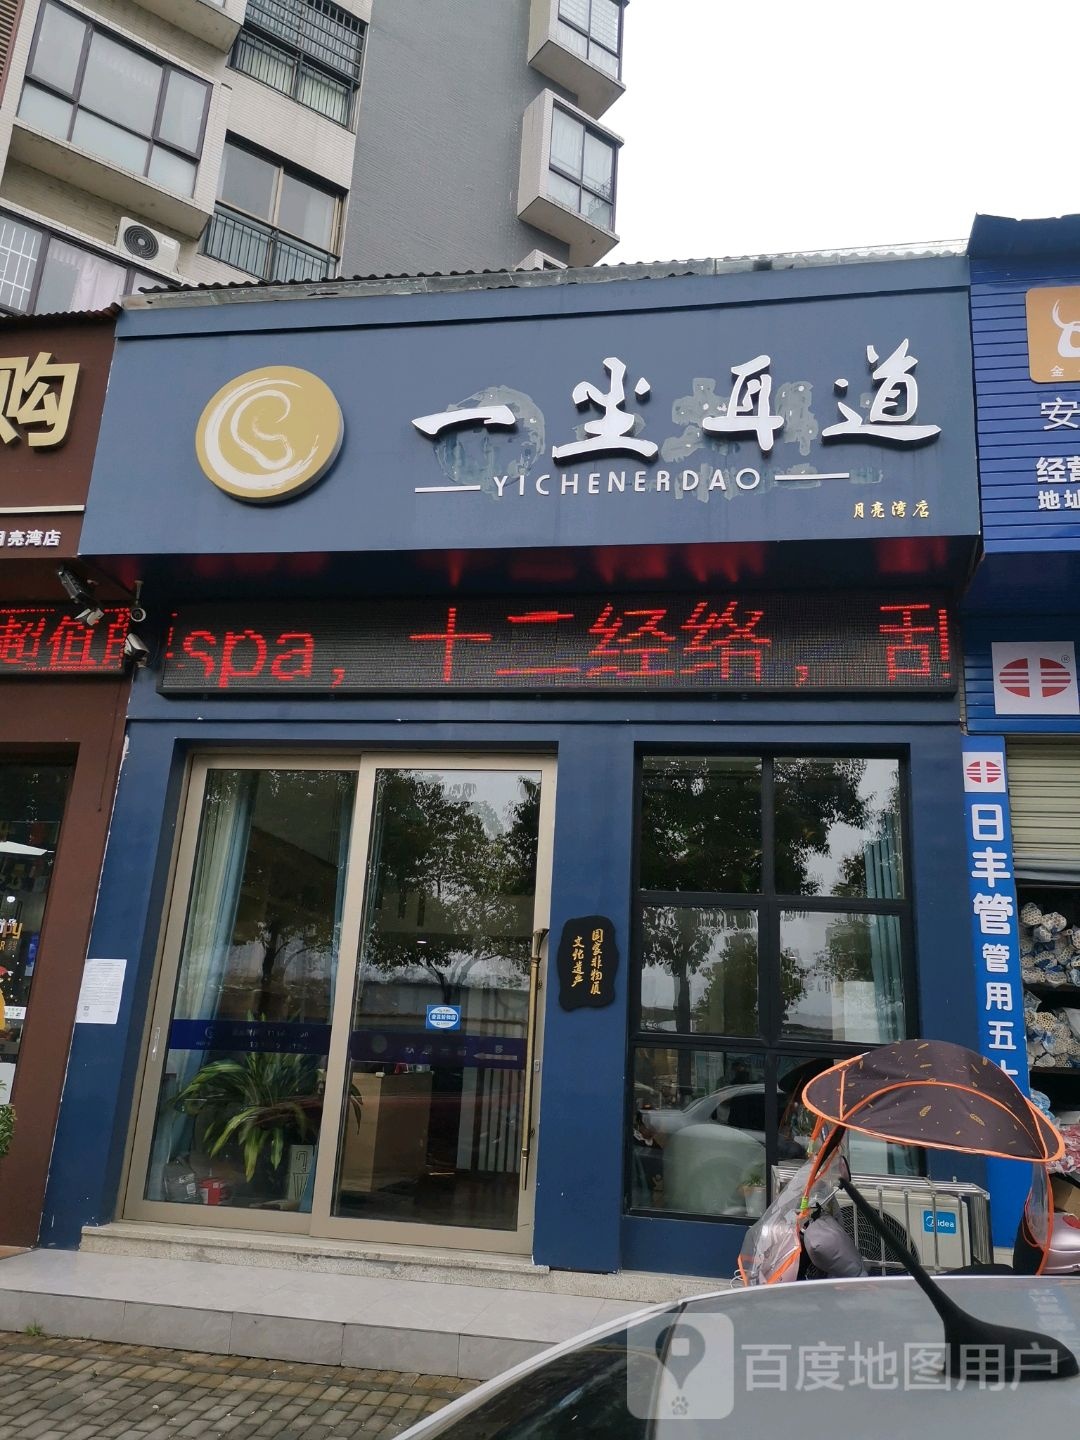 购
月亮湾店
超值
一尘耳道
YICHENERDAO
月亮湾店
spa，十二经络，刮
金
安
经营
地址
日丰管管用五十
国家非物质
文化遗产
Midea
百度地图用户